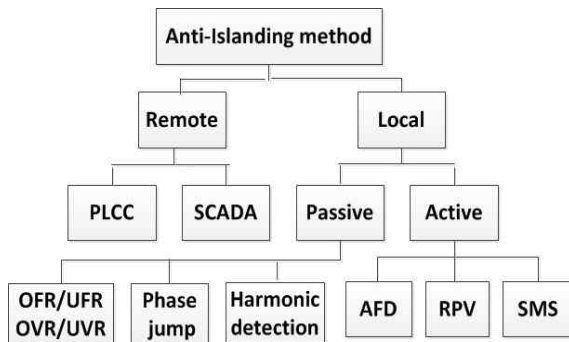 Anti-Islanding method
Remote
Local
PLCC
SCADA
Passive
Active
OFR/UFR
OVR/UVR
Phase
jump
Harmonic
detection
AFD
RPV
SMS